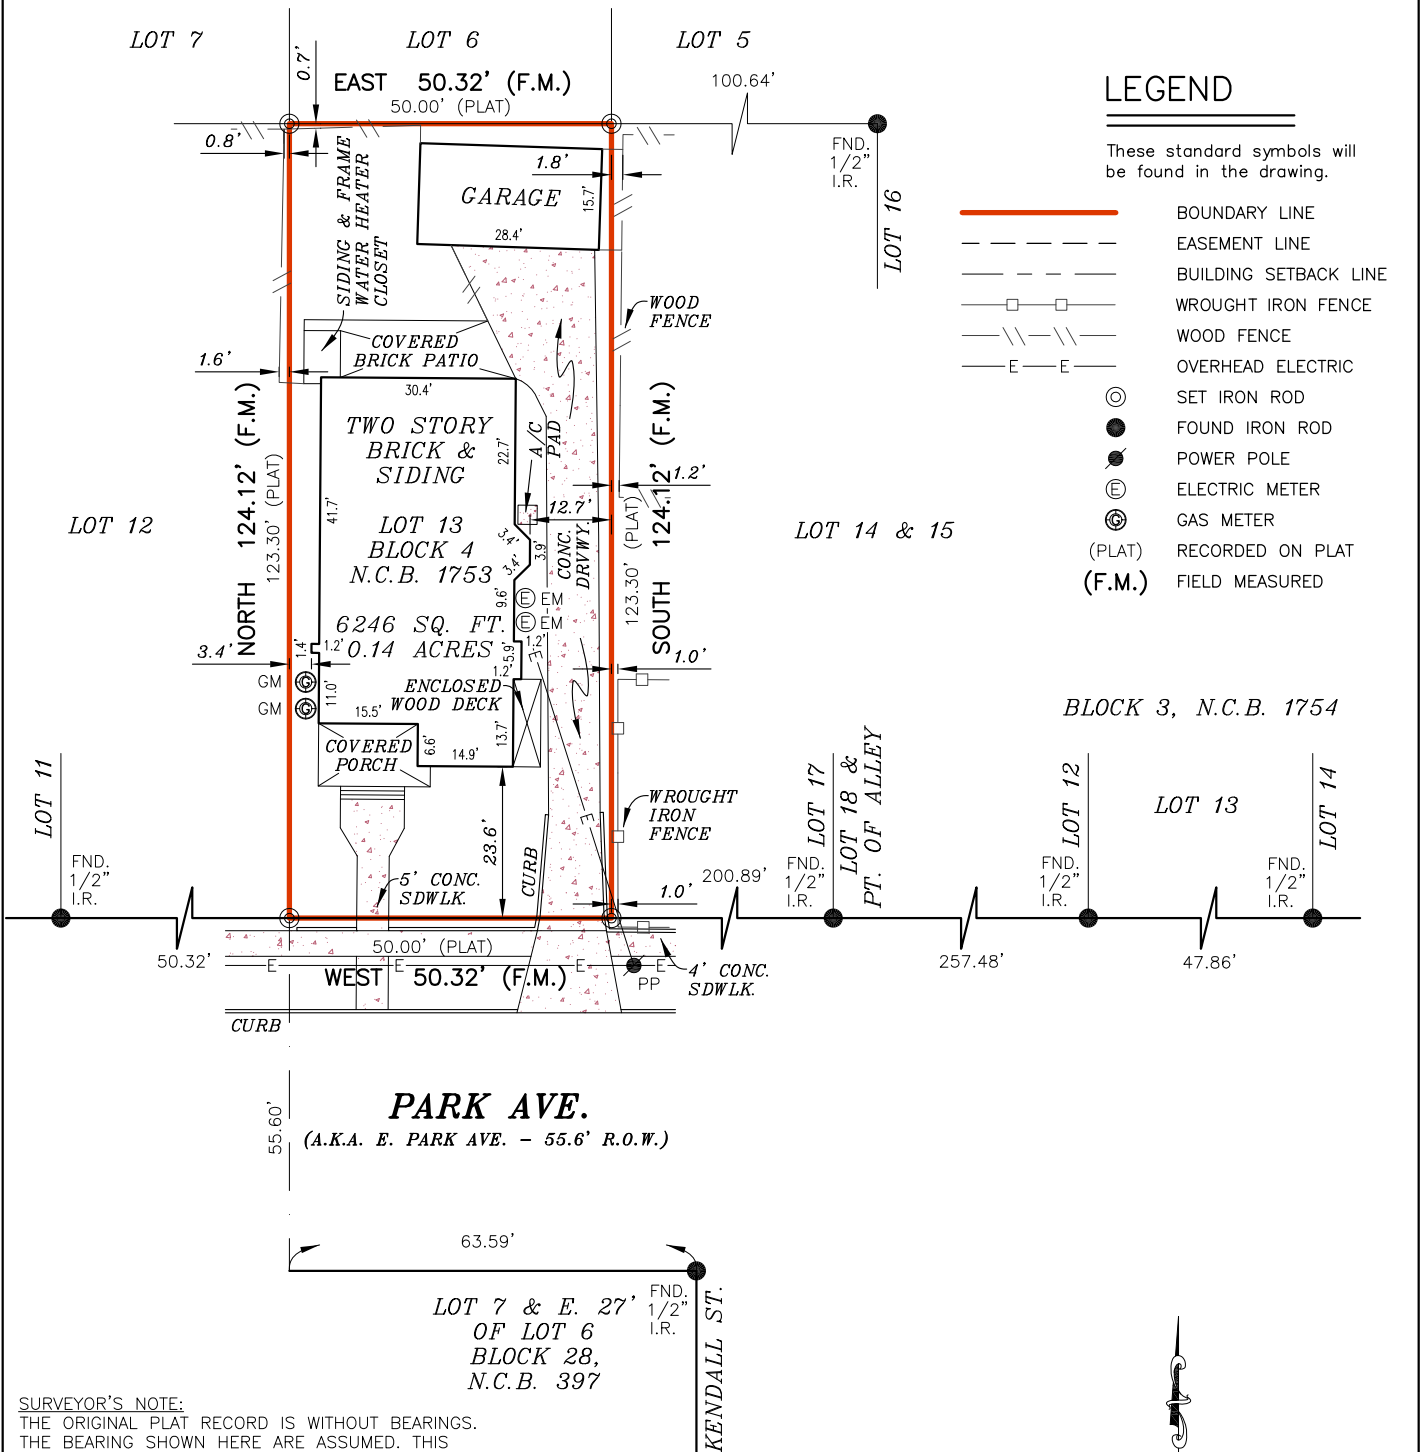 LOT 7
LOT 6
LOT 5
0.7'
EAST 50.32' (F.M.)
50.00' (PLAT)
100.64'
0.8'
FND.
1/2"
I.R.
LOT 16
SIDING & FRAME
WATER HEATER
CLOSET
1.8'
GARAGE
15.7'
28.4'
LEGEND
These standard symbols will
be found in the drawing.
BOUNDARY LINE
EASEMENT LINE
BUILDING SETBACK LINE
WROUGHT IRON FENCE
WOOD FENCE
E E OVERHEAD ELECTRIC
SET IRON ROD
FOUND IRON ROD
POWER POLE
E ELECTRIC METER
G GAS METER
(PLAT) RECORDED ON PLAT
(F.M.) FIELD MEASURED
WOOD
FENCE
COVERED
BRICK PATIO
1.6'
30.4'
TWO STORY
BRICK &
SIDING
22.7'
A/C
PAD
41.7'
NORTH 124.12' (F.M.)
123.30' (PLAT)
SOUTH 124.12' (F.M.)
123.30' (PLAT)
1.2'
12.7'
LOT 12
LOT 13
BLOCK 4
N.C.B. 1753
3.4'
3.9'
3.4'
CONC.
DRVWY.
LOT 14 & 15
9.6'
E EM
E EM
6246 SQ. FT.
0.14 ACRES
1.2'
1.4'
1.2'
5.9'
1.2'
E
3.4'
1.0'
GM G
GM G
11.0'
ENCLOSED
WOOD DECK
15.5'
13.7'
6.6'
14.9'
COVERED
PORCH
BLOCK 3, N.C.B. 1754
LOT 11
LOT 17
LOT 18 &
PT. OF ALLEY
LOT 12
LOT 13
LOT 14
WROUGHT
IRON
FENCE
E
23.6'
CURB
FND.
1/2"
I.R.
5' CONC.
SDWLK.
1.0'
200.89'
FND.
1/2"
I.R.
FND.
1/2"
I.R.
FND.
1/2"
I.R.
50.32'
50.00' (PLAT)
E E E E
WEST 50.32' (F.M.)
PP
4' CONC.
SDWLK.
257.48'
47.86'
CURB
55.60'
PARK AVE.
(A.K.A. E. PARK AVE. - 55.6' R.O.W.)
63.59'
FND.
1/2"
I.R.
LOT 7 & E. 27'
OF LOT 6
BLOCK 28,
N.C.B. 397
KENDALL ST.
SURVEYOR'S NOTE:
THE ORIGINAL PLAT RECORD IS WITHOUT BEARINGS.
THE BEARING SHOWN HERE ARE ASSUMED. THIS